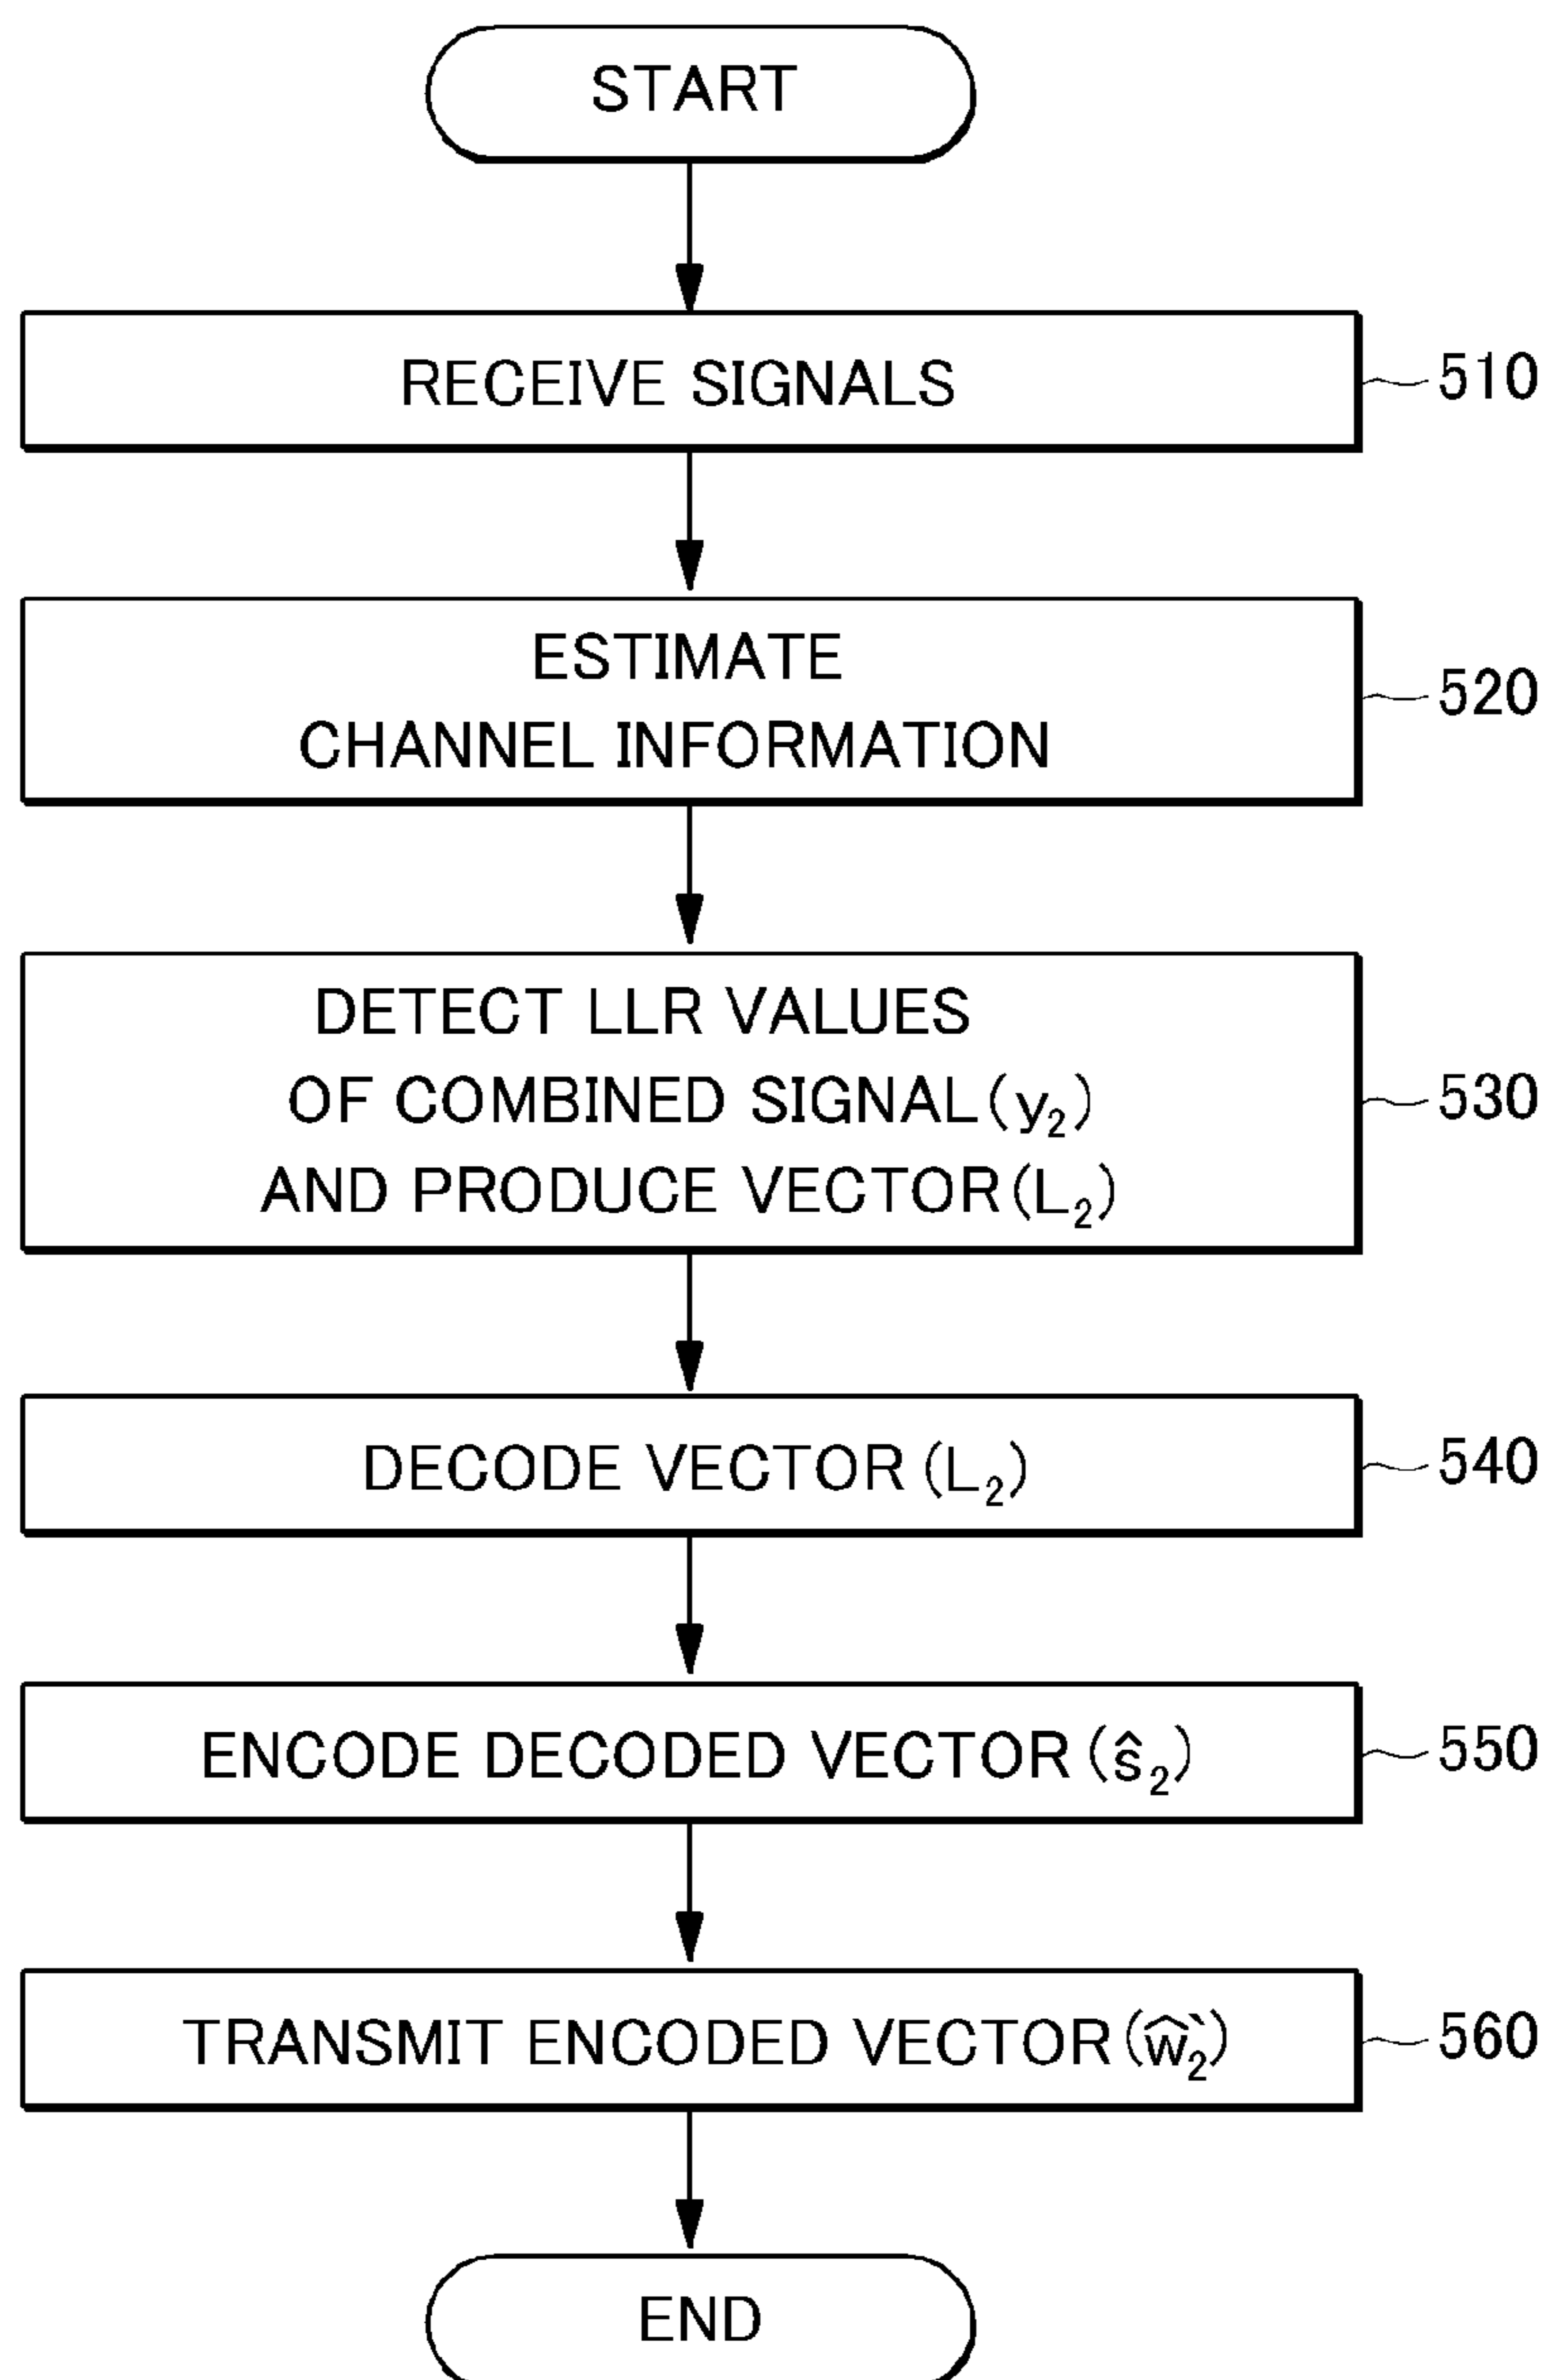 START
RECEIVE SIGNALS
510
ESTIMATE
CHANNEL INFORMATION
520
DETECT LLR VALUES
OF COMBINED SIGNAL(y₂)
AND PRODUCE VECTOR(L₂)
530
DECODE VECTOR(L₂)
540
ENCODE DECODED VECTOR(ŝ₂)
550
TRANSMIT ENCODED VECTOR(ŵ₂`)
560
END